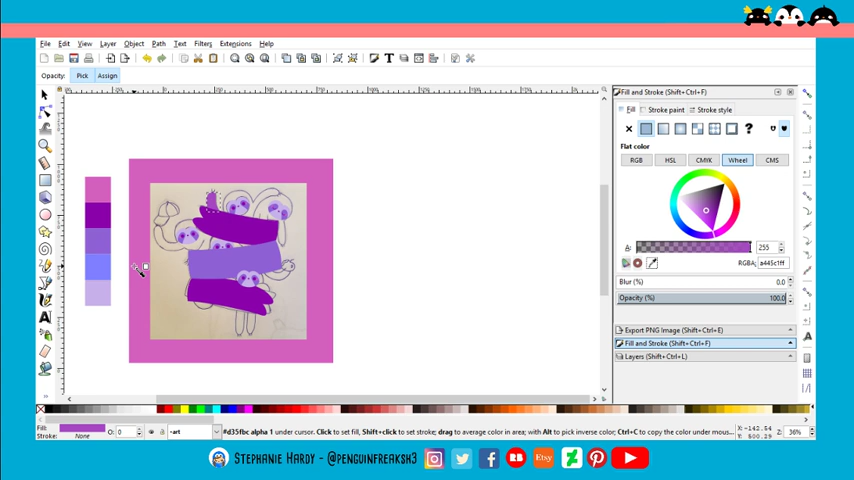 File Edit View Layer Object Path Text Filters Extensions Help
Opacity: Pick Assign
Fill and Stroke (Shift+Ctrl+F)
Fill Stroke paint Stroke style
Flat color
RGB HSL CMYK Wheel CMS
A: 255
RGBA: a445c1ff
Blur (%) 0.0
Opacity (%) 100.0
Export PNG Image (Shift+Ctrl+E)
Fill and Stroke (Shift+Ctrl+F)
Layers (Shift+Ctrl+L)
Fill: O: 0 -art #d35fbc alpha 1 under cursor. Click to set fill, Shift+click to set stroke; drag to average color in area; with Alt to pick inverse color; Ctrl+C to copy the color under mous... X: -142.54 Z: 36%
Stroke: None Y: 500.29
Stephanie Hardy - @penguinfreaksh3